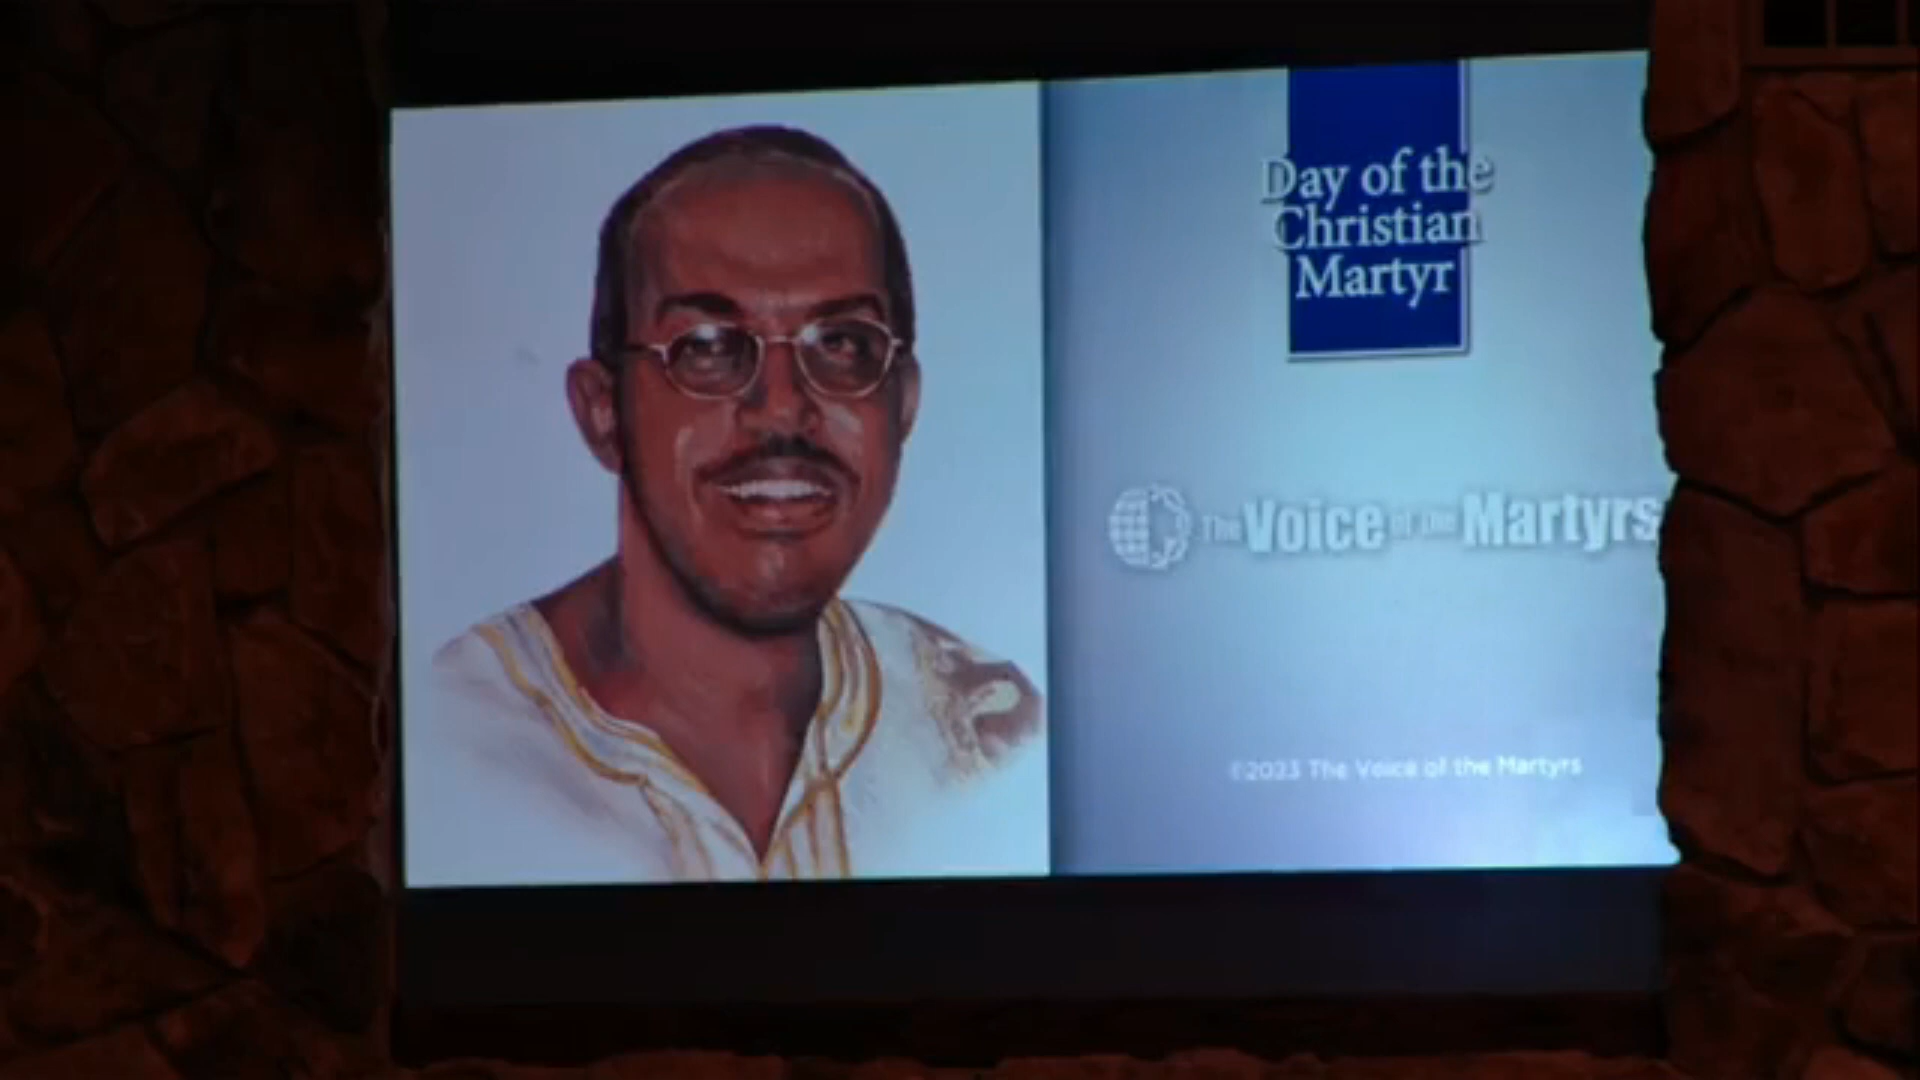 Day of the
Christian
Martyr
The Voice of the Martyrs
©2023 The Voice of the Martyrs